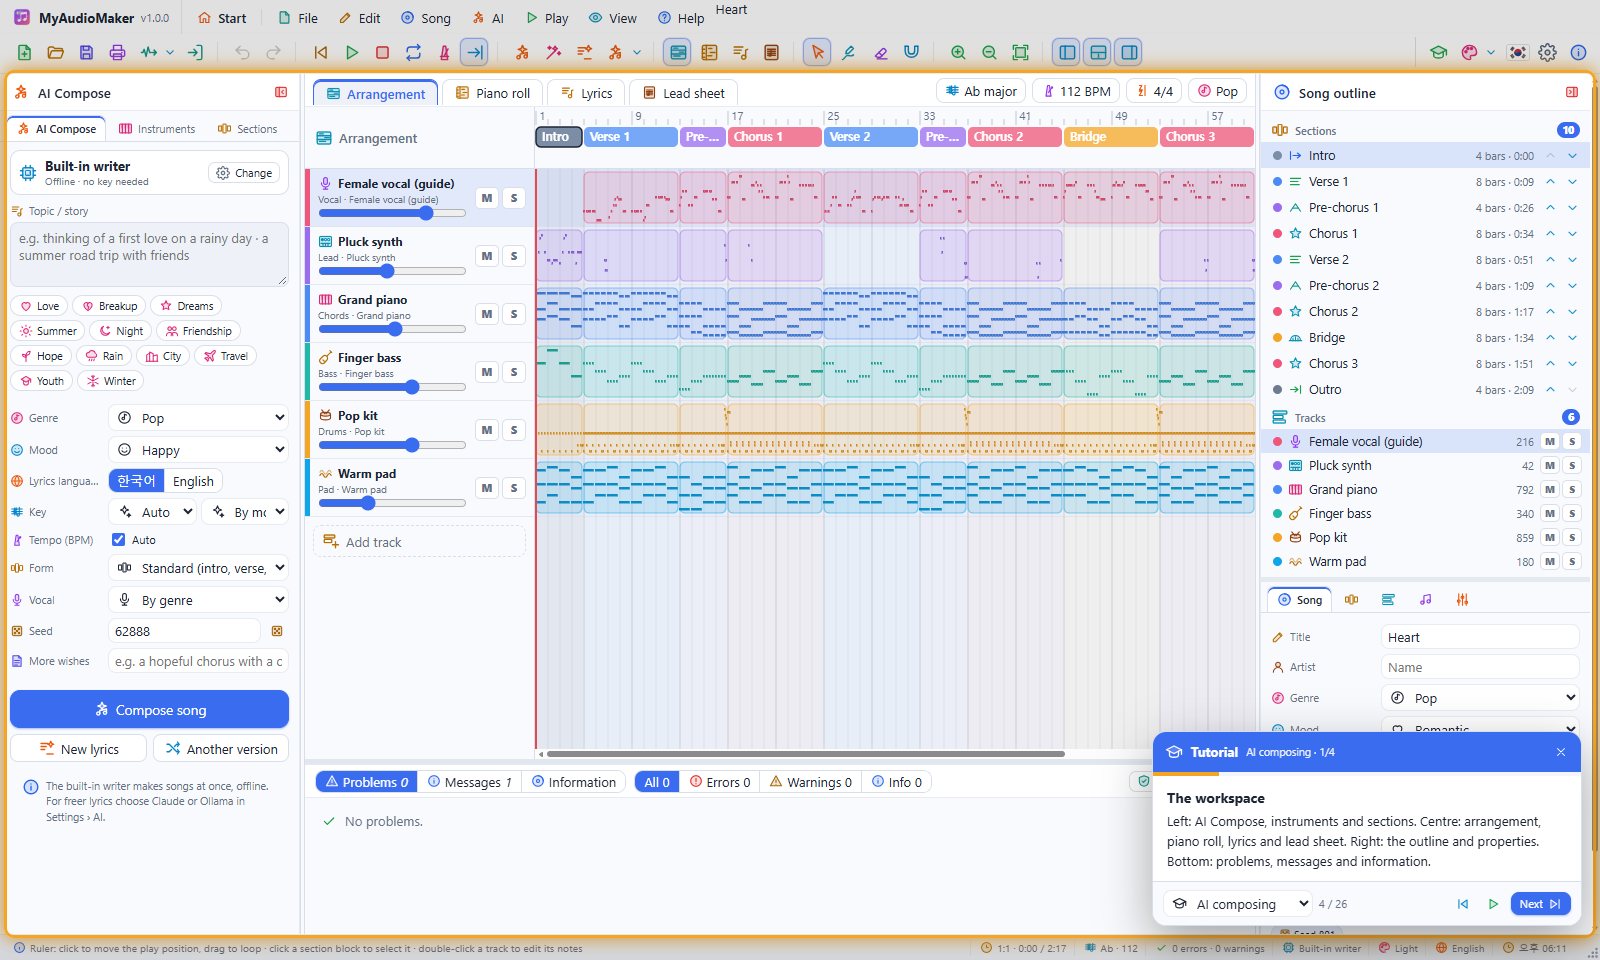 MyAudioMaker v1.0.0 Start File Edit Song AI Play View Help Heart
AI Compose
AI Compose Instruments Sections
Built-in writer
Offline · no key needed
Change
Topic / story
e.g. thinking of a first love on a rainy day · a
summer road trip with friends
Love Breakup Dreams
Summer Night Friendship
Hope Rain City Travel
Youth Winter
Genre Pop
Mood Happy
Lyrics langua... 한국어 English
Key Auto
Tempo (BPM) Auto
Form Standard (intro, verse,
Vocal By genre
Seed 62888
More wishes e.g. a hopeful chorus with a c
Compose song
New lyrics Another version
The built-in writer makes songs at once, offline.
For freer lyrics choose Claude or Ollama in
Settings › AI.
Arrangement Piano roll Lyrics Lead sheet Ab major 112 BPM 4/4 Pop
Arrangement
1 9 17 25 33 41 49 57
Intro Verse 1 Pre-... Chorus 1 Verse 2 Pre-... Chorus 2 Bridge Chorus 3
Female vocal (guide)
Vocal · Female vocal (guide)
M S
Pluck synth
Lead · Pluck synth
M S
Grand piano
Chords · Grand piano
M S
Finger bass
Bass · Finger bass
M S
Pop kit
Drums · Pop kit
M S
Warm pad
Pad · Warm pad
M S
Add track
Problems 0 Messages 1 Information All 0 Errors 0 Warnings 0 Info 0
No problems.
Song outline
Sections 10
Intro 4 bars · 0:00
Verse 1 8 bars · 0:09
Pre-chorus 1 4 bars · 0:26
Chorus 1 8 bars · 0:34
Verse 2 8 bars · 0:51
Pre-chorus 2 4 bars · 1:09
Chorus 2 8 bars · 1:17
Bridge 8 bars · 1:34
Chorus 3 8 bars · 1:51
Outro 4 bars · 2:09
Tracks 6
Female vocal (guide) 216 M S
Pluck synth 42 M S
Grand piano 792 M S
Finger bass 340 M S
Pop kit 859 M S
Warm pad 180 M S
Song
Title Heart
Artist Name
Genre Pop
Mood Romantic
Tutorial AI composing · 1/4
The workspace
Left: AI Compose, instruments and sections. Centre: arrangement,
piano roll, lyrics and lead sheet. Right: the outline and properties.
Bottom: problems, messages and information.
AI composing 4 / 26 Next
Ruler: click to move the play position, drag to loop · click a section block to select it · double-click a track to edit its notes
1:1 · 0:00 / 2:17 Ab · 112 0 errors · 0 warnings Built-in writer Light English 오후 06:11